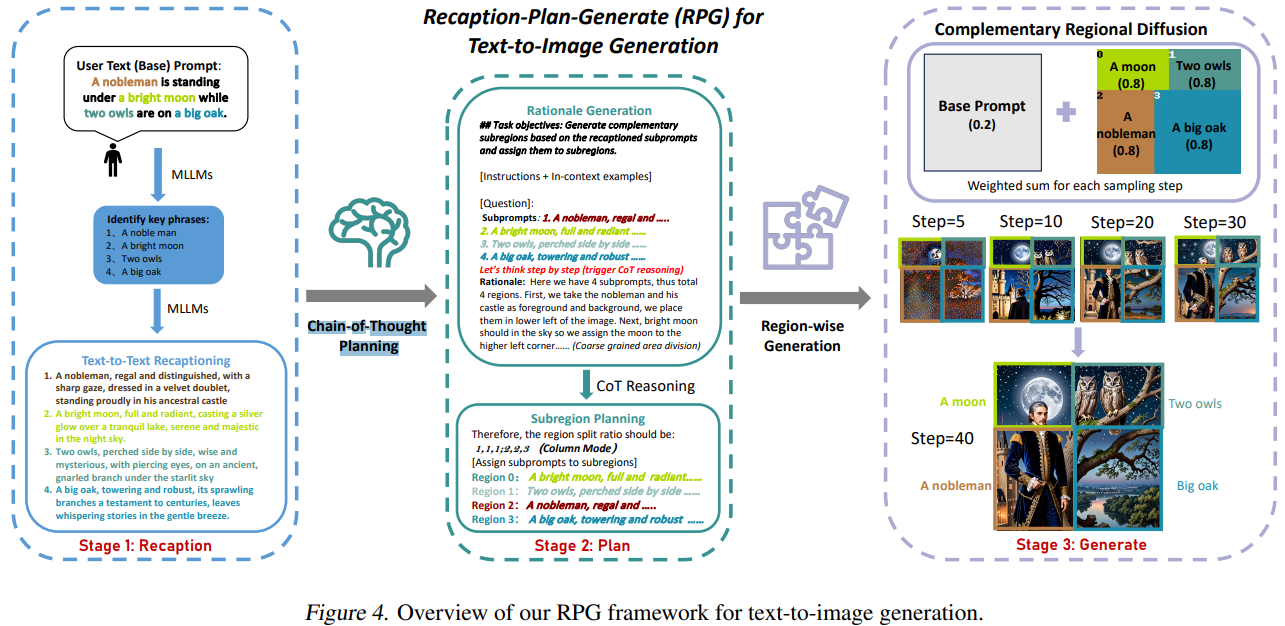 Recaption-Plan-Generate (RPG) for
Text-to-Image Generation
User Text (Base) Prompt:
A nobleman is standing
under a bright moon while
two owls are on a big oak.
MLLMs
Identify key phrases:
1、 A noble man
2、 A bright moon
3、 Two owls
4、 A big oak
MLLMs
Text-to-Text Recaptioning
1. A nobleman, regal and distinguished, with a
sharp gaze, dressed in a velvet doublet,
standing proudly in his ancestral castle
2. A bright moon, full and radiant, casting a silver
glow over a tranquil lake, serene and majestic
in the night sky.
3. Two owls, perched side by side, wise and
mysterious, with piercing eyes, on an ancient,
gnarled branch under the starlit sky
4. A big oak, towering and robust, its sprawling
branches a testament to centuries, leaves
whispering stories in the gentle breeze.
Stage 1: Recaption
Chain-of-Thought
Planning
Rationale Generation
## Task objectives: Generate complementary
subregions based on the recaptioned subprompts
and assign them to subregions.
[Instructions + In-context examples]
[Question]:
Subprompts: 1. A nobleman, regal and .....
2. A bright moon, full and radiant ......
3. Two owls, perched side by side ......
4. A big oak, towering and robust ......
Let's think step by step (trigger CoT reasoning)
Rationale: Here we have 4 subprompts, thus total
4 regions. First, we take the nobleman and his
castle as foreground and background, we place
them in lower left of the image. Next, bright moon
should in the sky so we assign the moon to the
higher left corner...... (Coarse grained area division)
CoT Reasoning
Subregion Planning
Therefore, the region split ratio should be:
1,1,1;2,2,3 (Column Mode)
[Assign subprompts to subregions]
Region 0: A bright moon, full and radiant......
Region 1: Two owls, perched side by side ......
Region 2: A nobleman, regal and .....
Region 3: A big oak, towering and robust ......
Stage 2: Plan
Region-wise
Generation
Complementary Regional Diffusion
Base Prompt
(0.2)
0
A moon
(0.8)
1
Two owls
(0.8)
2
A
nobleman
(0.8)
3
A big oak
(0.8)
Weighted sum for each sampling step
Step=5
Step=10
Step=20
Step=30
A moon
Two owls
Step=40
A nobleman
Big oak
Stage 3: Generate
Figure 4. Overview of our RPG framework for text-to-image generation.